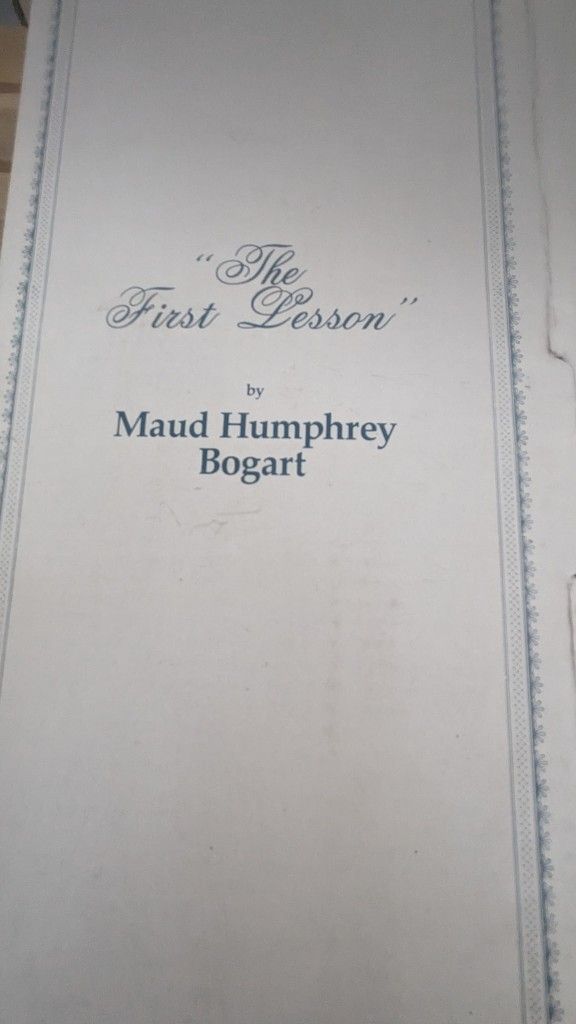 “The
First Lesson”
by
Maud Humphrey
Bogart